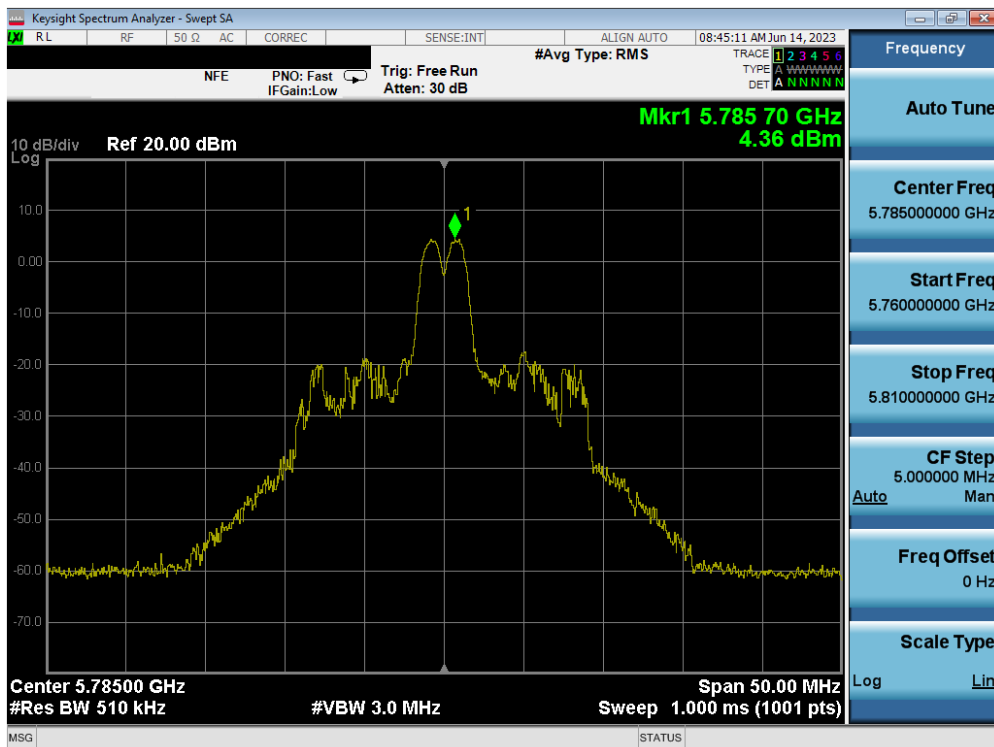 Keysight Spectrum Analyzer - Swept SA
LXI RL RF 50 Ω AC CORREC SENSE:INT ALIGN AUTO 08:45:11 AM Jun 14, 2023
Frequency
#Avg Type: RMS
TRACE 1 2 3 4 5 6
TYPE A WWWWW
DET A N N N N N
NFE
PNO: Fast
IFGain:Low
Trig: Free Run
Atten: 30 dB
Mkr1 5.785 70 GHz
4.36 dBm
10 dB/div
Log
Ref 20.00 dBm
1
10.0
0.00
-10.0
-20.0
-30.0
-40.0
-50.0
-60.0
-70.0
Center 5.78500 GHz
Span 50.00 MHz
#Res BW 510 kHz
#VBW 3.0 MHz
Sweep 1.000 ms (1001 pts)
Auto Tune
Center Freq
5.785000000 GHz
Start Freq
5.760000000 GHz
Stop Freq
5.810000000 GHz
CF Step
5.000000 MHz
Auto Man
Freq Offset
0 Hz
Scale Type
Log Lin
MSG
STATUS